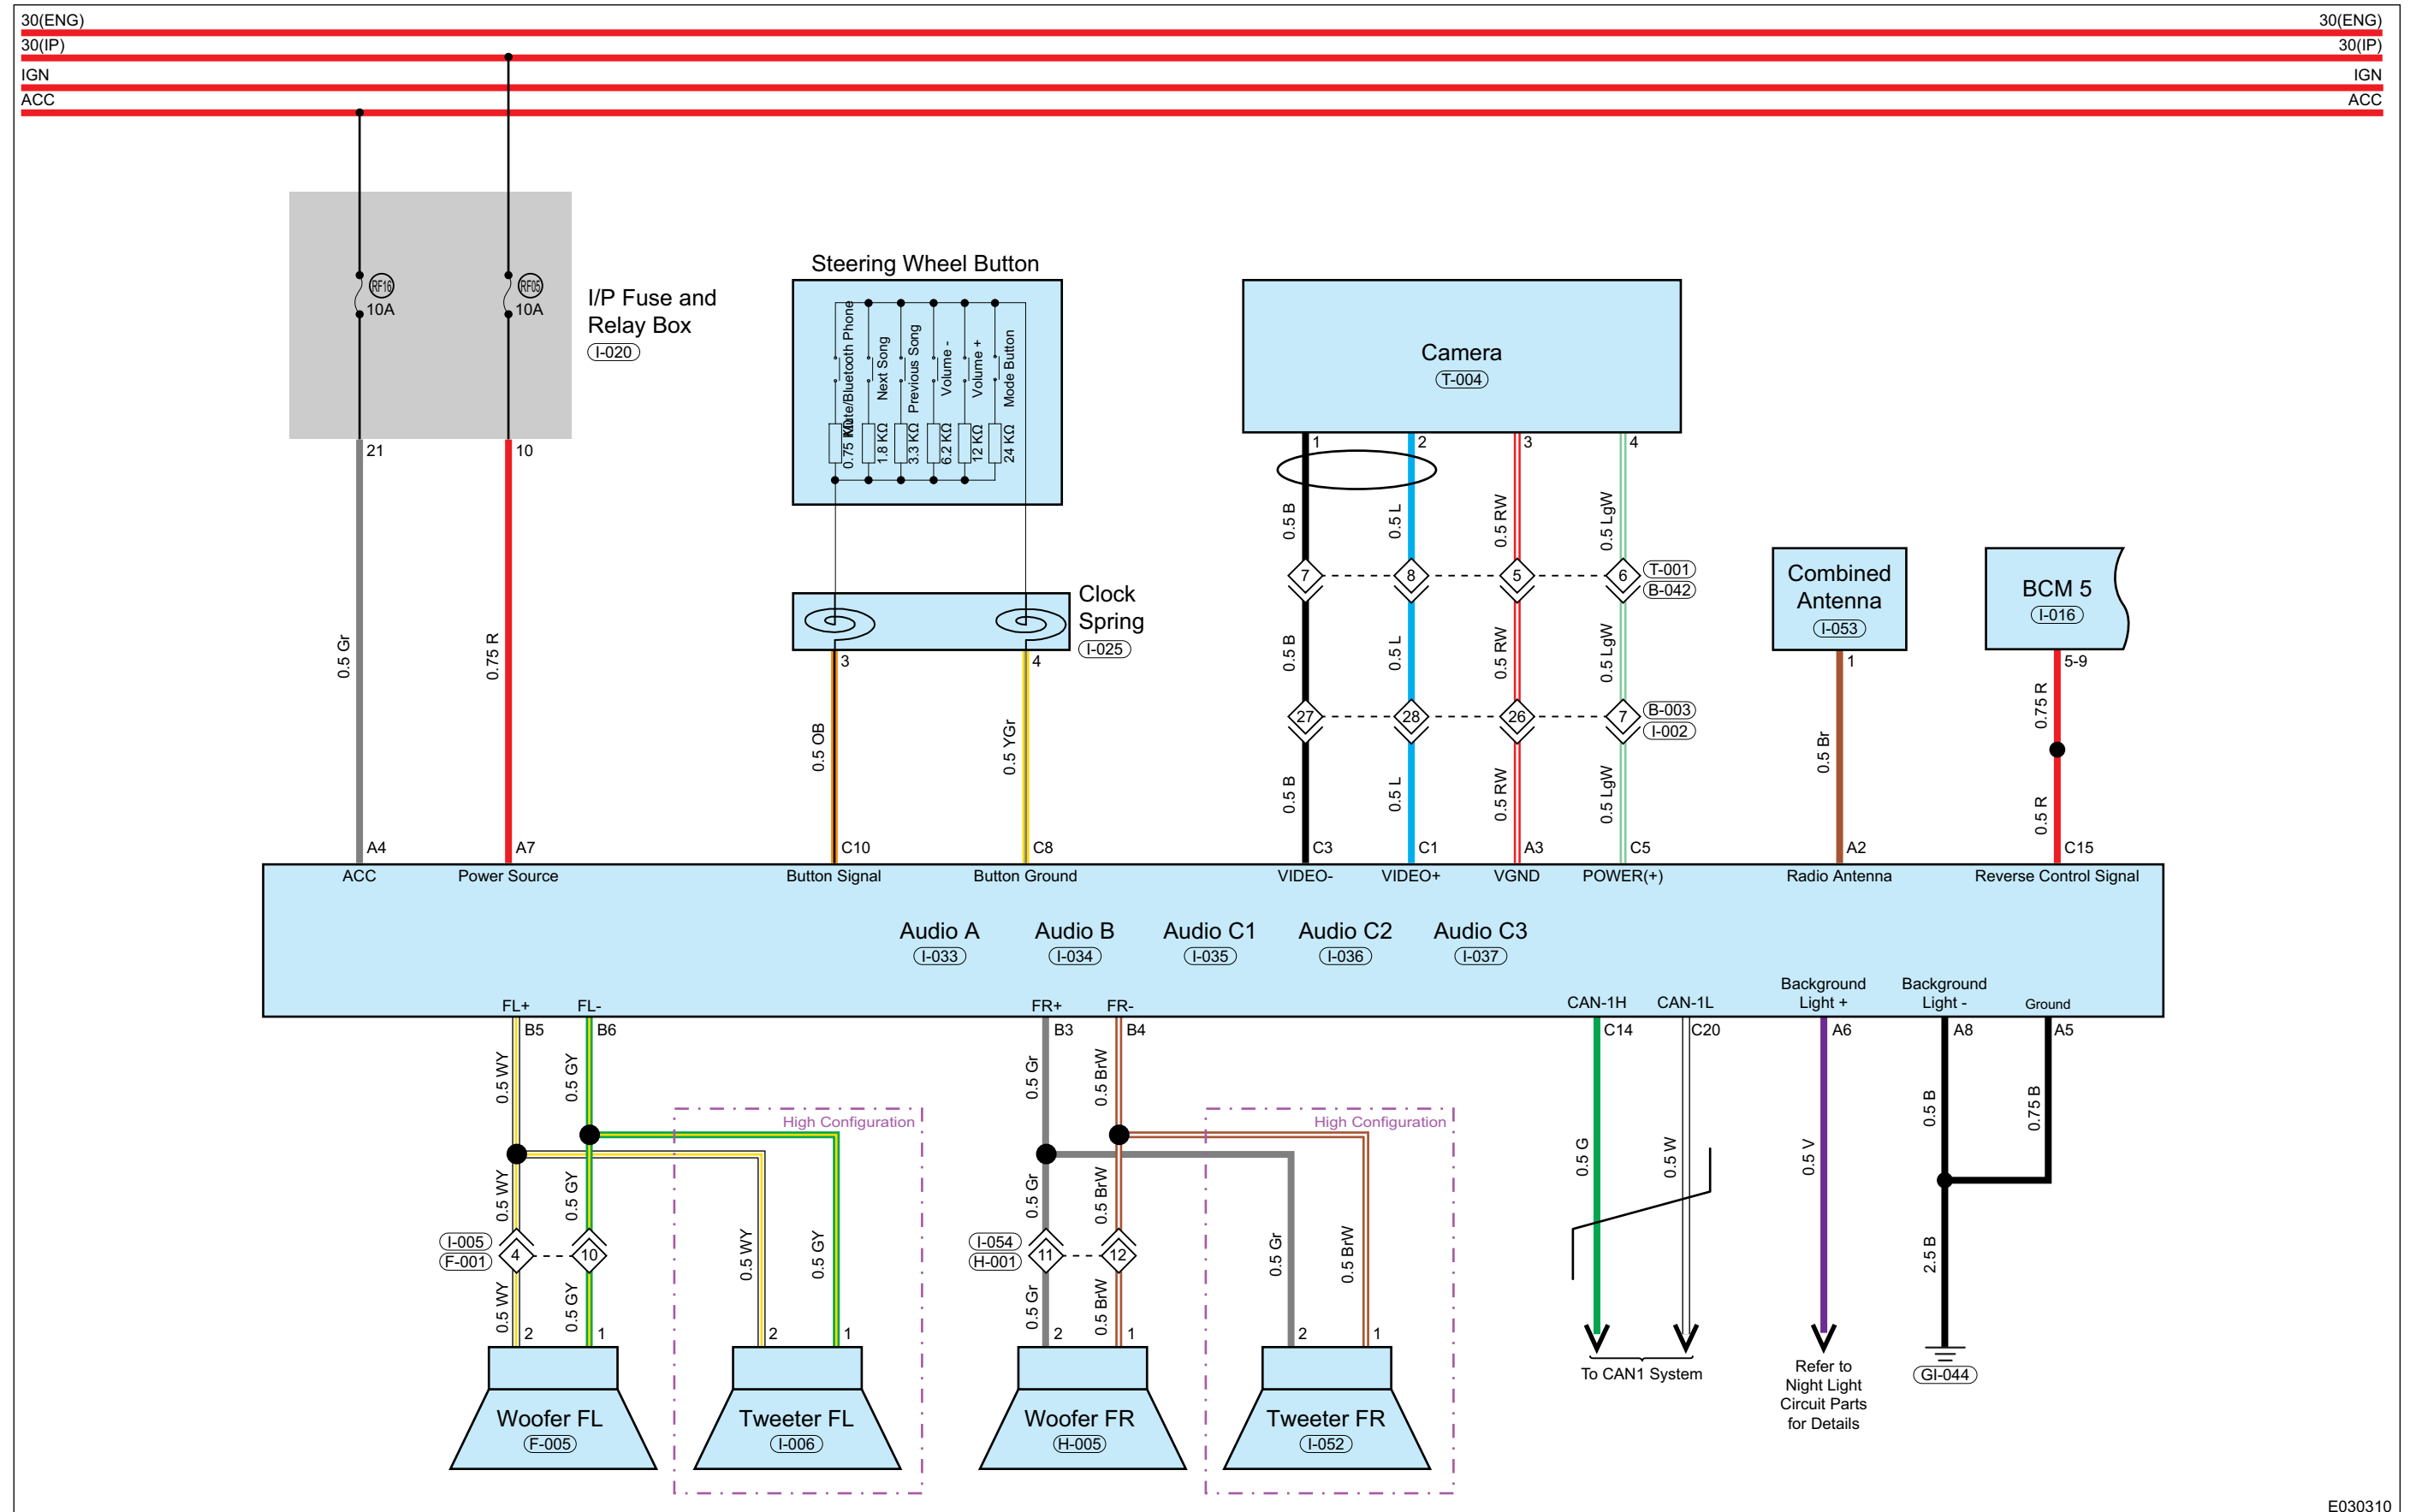 30(ENG) 30(ENG)
30(IP) 30(IP)
IGN IGN
ACC ACC
RF16
10A
RF05
10A
I/P Fuse and
Relay Box
I-020
21
10
Steering Wheel Button
Mute/Bluetooth Phone
Next Song
Previous Song
Volume -
Volume +
Mode Button
0.75 KΩ
1.8 KΩ
3.3 KΩ
6.2 KΩ
12 KΩ
24 KΩ
Clock
Spring
I-025
3
4
Camera
T-004
1 2 3 4
0.5 B 0.5 L 0.5 RW 0.5 LgW
7 8 5 6
T-001
B-042
0.5 B 0.5 L 0.5 RW 0.5 LgW
27 28 26 7
B-003
I-002
0.5 B 0.5 L 0.5 RW 0.5 LgW
Combined
Antenna
I-053
1
0.5 Br
BCM 5
I-016
5-9
0.75 R
0.5 R
0.5 Gr
0.75 R
0.5 OB
0.5 YGr
A4 A7 C10 C8 C3 C1 A3 C5 A2 C15
ACC Power Source Button Signal Button Ground VIDEO- VIDEO+ VGND POWER(+) Radio Antenna Reverse Control Signal
Audio A Audio B Audio C1 Audio C2 Audio C3
I-033 I-034 I-035 I-036 I-037
FL+ FL- FR+ FR- CAN-1H CAN-1L
Background
Light +
Background
Light -
Ground
B5 B6 B3 B4 C14 C20 A6 A8 A5
0.5 WY 0.5 GY 0.5 Gr 0.5 BrW
High Configuration
High Configuration
0.5 WY 0.5 GY 0.5 Gr 0.5 BrW
I-005
F-001
4 10
I-054
H-001
11 12
0.5 WY 0.5 GY 0.5 WY 0.5 GY
0.5 Gr 0.5 BrW 0.5 Gr 0.5 BrW
0.5 G 0.5 W 0.5 V 0.5 B 0.75 B
2.5 B
2 1 2 1 2 1 2 1
Woofer FL
F-005
Tweeter FL
I-006
Woofer FR
H-005
Tweeter FR
I-052
To CAN1 System
Refer to
Night Light
Circuit Parts
for Details
GI-044
E030310